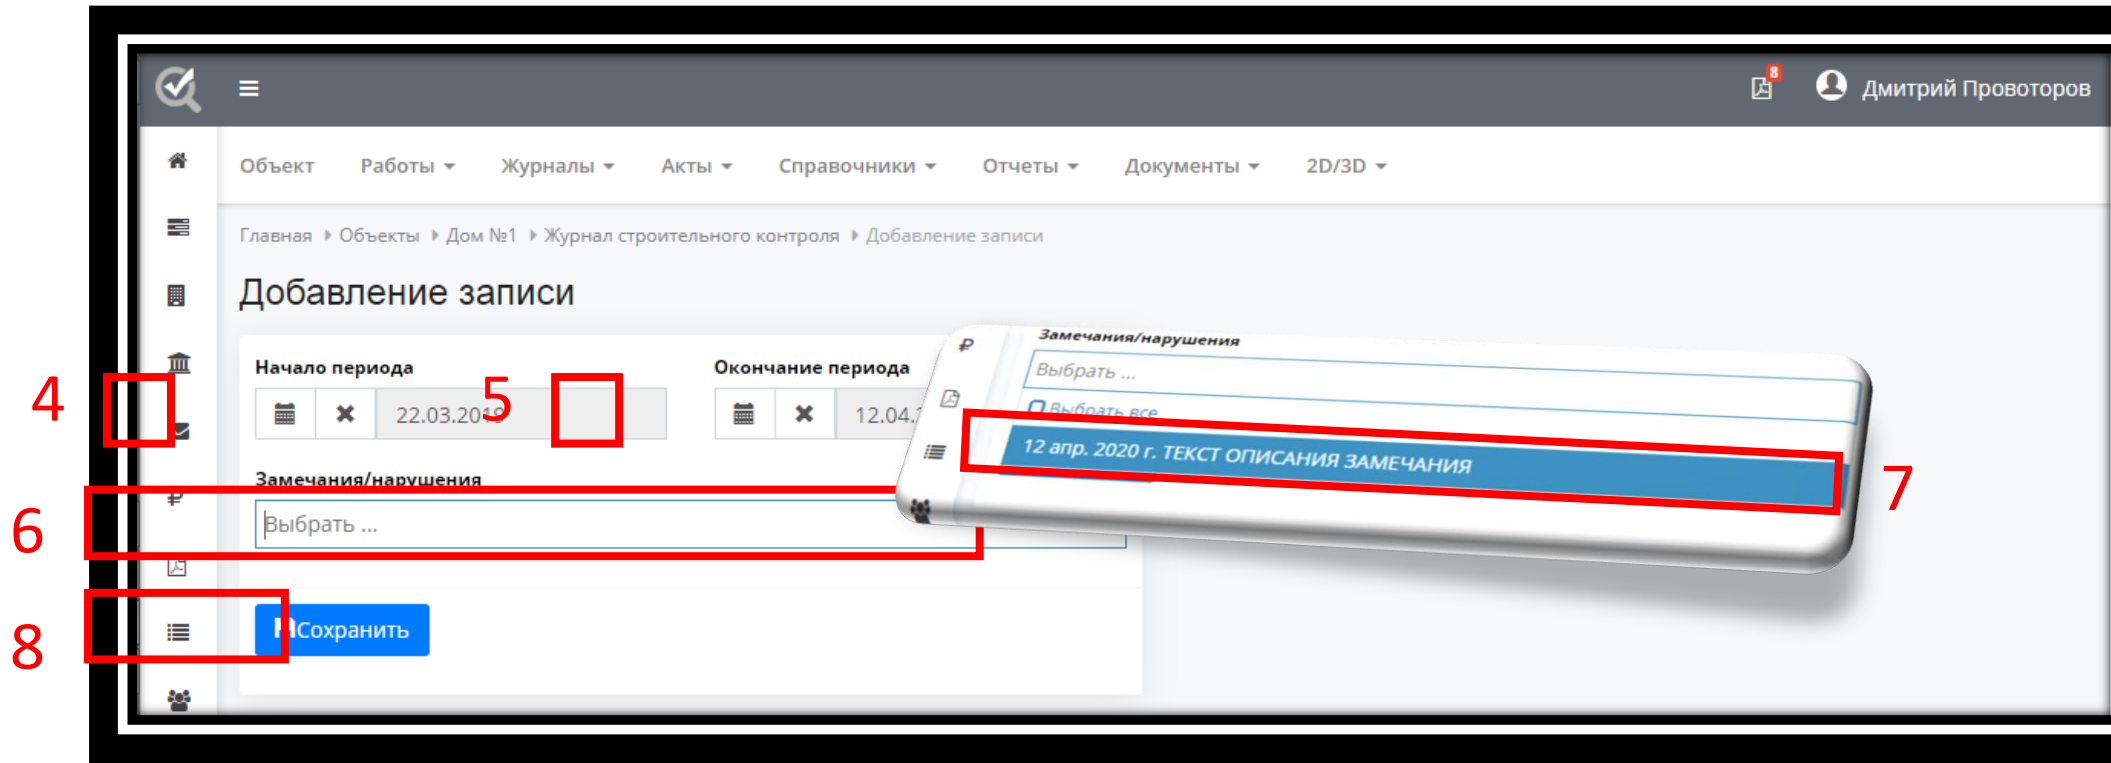 8
Дмитрий Провоторов
Объект Работы Журналы Акты Справочники Отчеты Документы 2D/3D
Главная Объекты Дом №1 Журнал строительного контроля Добавление записи
Добавление записи
4
Начало периода
5
22.03.2019
Окончание периода
12.04.
Замечания/нарушения
6
Выбрать ...
8
Сохранить
Замечания/нарушения
Выбрать ...
Выбрать все
12 апр. 2020 г. ТЕКСТ ОПИСАНИЯ ЗАМЕЧАНИЯ
7